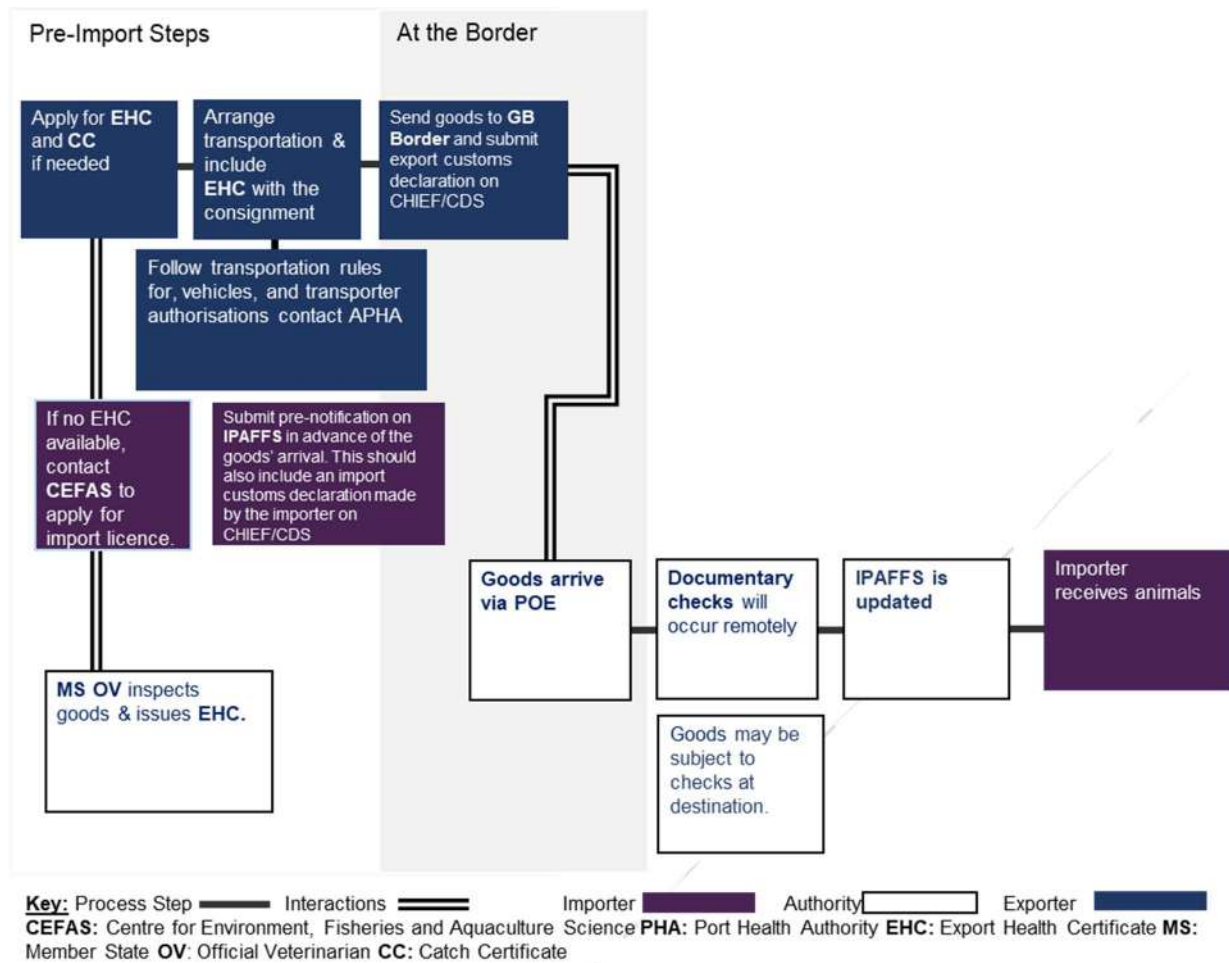 Pre-Import Steps
At the Border
Apply for EHC
and CC
if needed
Arrange
transportation &
include
EHC with the
consignment
Send goods to GB
Border and submit
export customs
declaration on
CHIEF/CDS
Follow transportation rules
for, vehicles, and transporter
authorisations contact APHA
If no EHC
available,
contact
CEFAS to
apply for
import licence.
Submit pre-notification on
IPAFFS in advance of the
goods' arrival. This should
also include an import
customs declaration made
by the importer on
CHIEF/CDS
MS OV inspects
goods & issues EHC.
Goods arrive
via POE
Documentary
checks will
occur remotely
IPAFFS is
updated
Importer
receives animals
Goods may be
subject to
checks at
destination.
Key: Process Step Interactions Importer Authority Exporter
CEFAS: Centre for Environment, Fisheries and Aquaculture Science PHA: Port Health Authority EHC: Export Health Certificate MS:
Member State OV: Official Veterinarian CC: Catch Certificate